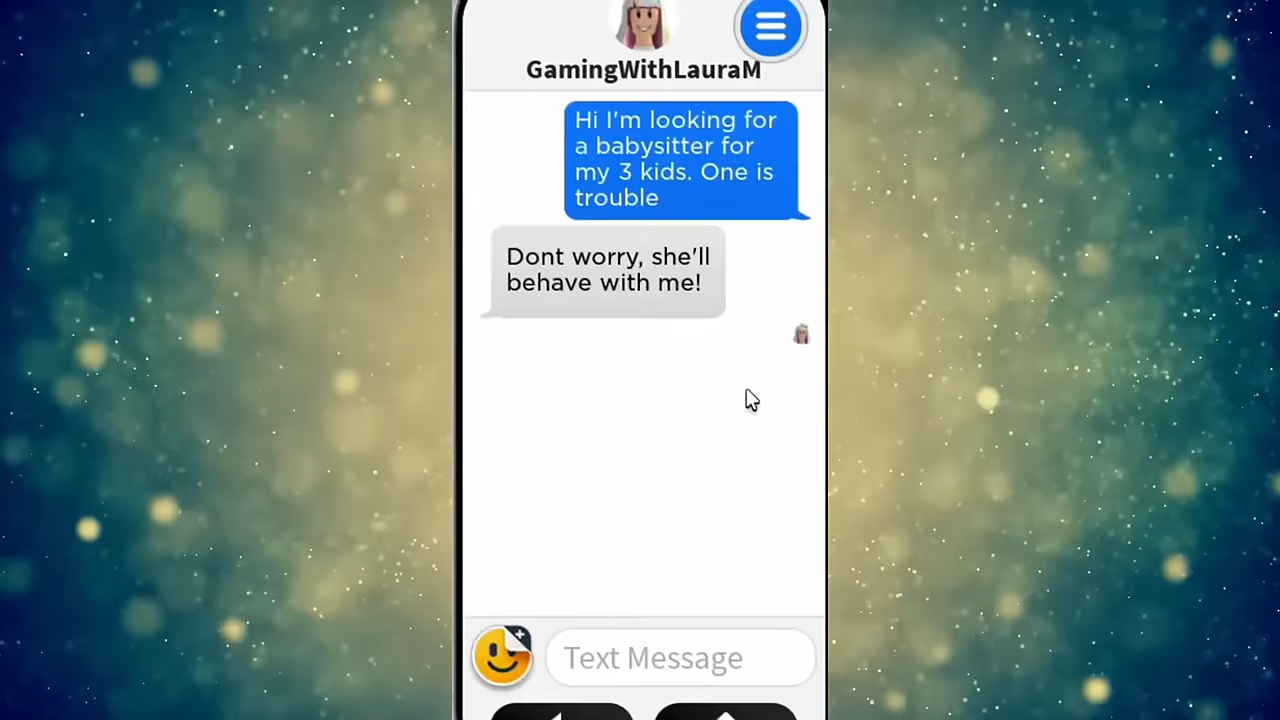 GamingWithLauraM
Hi I'm looking for
a babysitter for
my 3 kids. One is
trouble
Dont worry, she'll
behave with me!
Text Message